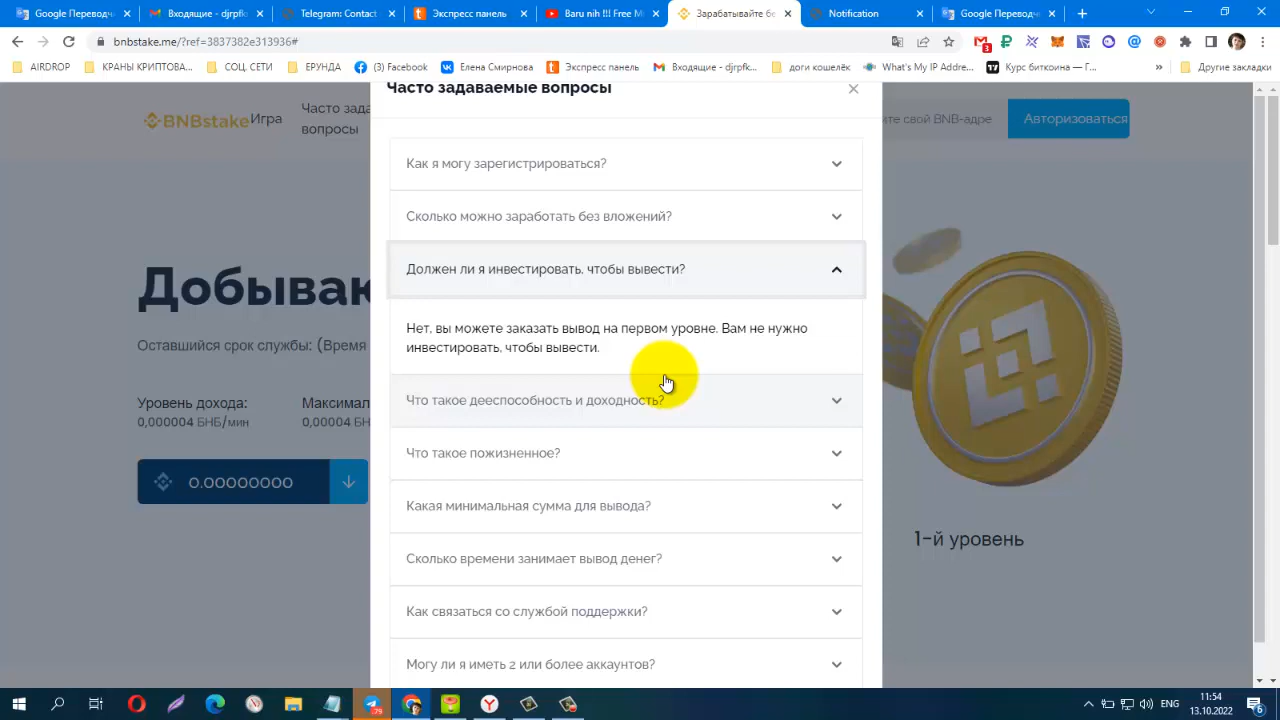 Google Переводч
Входящие - djrpfk
Telegram: Contact
Экспресс панель
Baru nih !!! Free M
Зарабатывайте бе
Notification
Google Переводч
bnbstake.me/?ref=3837382e313936#
3
AIRDROP
КРАНЫ КРИПТОВА...
СОЦ. СЕТИ
ЕРУНДА
(3) Facebook
Елена Смирнова
Экспресс панель
Входящие - djrpfk...
доги кошелёк
What's My IP Addre...
Курс биткоина — Г...
»
Другие закладки
Часто задаваемые вопросы
BNBstake
Игра
Часто зада
вопросы
ите свой BNB-адре
Авторизоваться
Как я могу зарегистрироваться?
Сколько можно заработать без вложений?
Должен ли я инвестировать, чтобы вывести?
Нет, вы можете заказать вывод на первом уровне. Вам не нужно
инвестировать, чтобы вывести.
Что такое дееспособность и доходность?
Что такое пожизненное?
Какая минимальная сумма для вывода?
Сколько времени занимает вывод денег?
Как связаться со службой поддержки?
Могу ли я иметь 2 или более аккаунтов?
Добываю
Оставшийся срок службы: (Время
Уровень дохода:
0,000004 БНБ/мин
Максимал
0,00004 БН
0.00000000
1-й уровень
ENG
11:54
13.10.2022